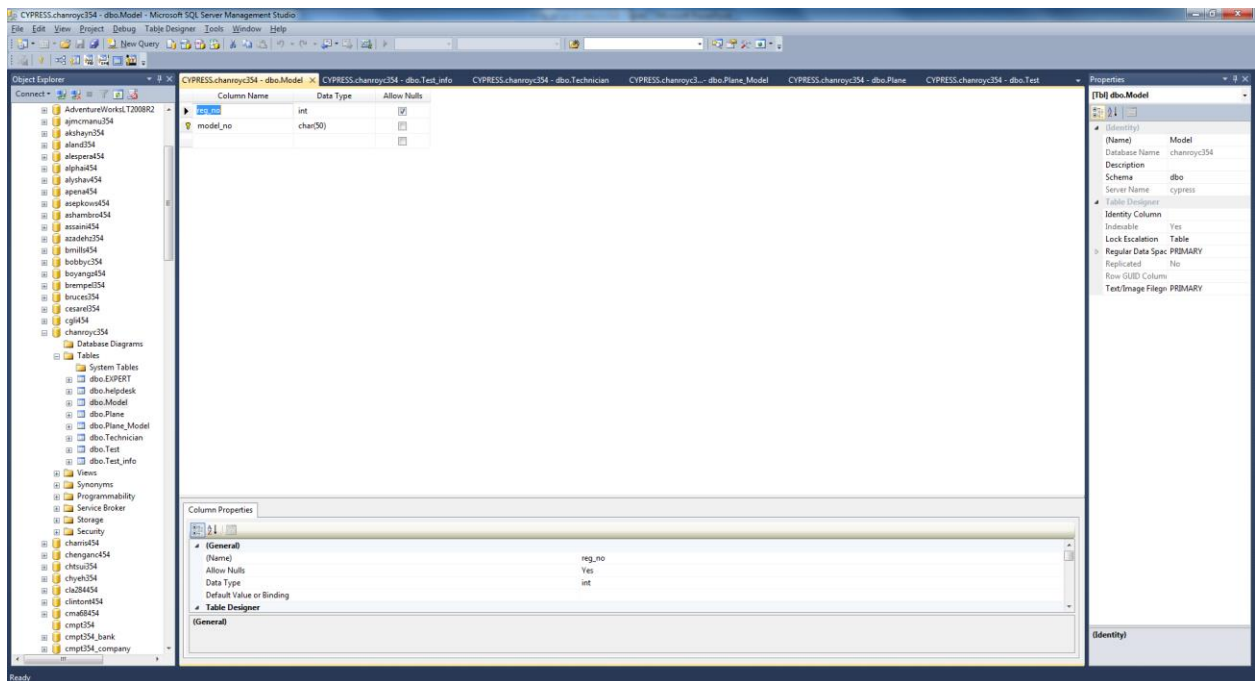 CYPRESS.chanroyc354 - dbo.Model - Microsoft SQL Server Management Studio
File Edit View Project Debug Table Designer Tools Window Help
New Query
Object Explorer
Connect
AdventureWorksLT2008R2
ajmcmanu354
akshayn354
aland354
alespera454
alphai454
alyshav454
apena454
asepkows454
ashambro454
assaini454
azadehz354
bmills454
bobbyc354
boyangz454
brempel354
bruces354
cesarel354
cgli454
chanroyc354
Database Diagrams
Tables
System Tables
dbo.EXPERT
dbo.helpdesk
dbo.Model
dbo.Plane
dbo.Plane_Model
dbo.Technician
dbo.Test
dbo.Test_info
Views
Synonyms
Programmability
Service Broker
Storage
Security
charris454
chenganc454
chtsui354
chyeh354
cla284454
clintont454
cma68454
cmpt354
cmpt354_bank
cmpt354_company
CYPRESS.chanroyc354 - dbo.Model CYPRESS.chanroyc354 - dbo.Test_info CYPRESS.chanroyc354 - dbo.Technician CYPRESS.chanroyc3...- dbo.Plane_Model CYPRESS.chanroyc354 - dbo.Plane CYPRESS.chanroyc354 - dbo.Test
Column Name Data Type Allow Nulls
reg_no int
model_no char(50)
Column Properties
(General)
(Name) reg_no
Allow Nulls Yes
Data Type int
Default Value or Binding
Table Designer
(General)
Properties
[Tbl] dbo.Model
(Identity)
(Name) Model
Database Name chanroyc354
Description
Schema dbo
Server Name cypress
Table Designer
Identity Column
Indexable Yes
Lock Escalation Table
Regular Data Spac PRIMARY
Replicated No
Row GUID Colum
Text/Image Filegr PRIMARY
(Identity)
Ready